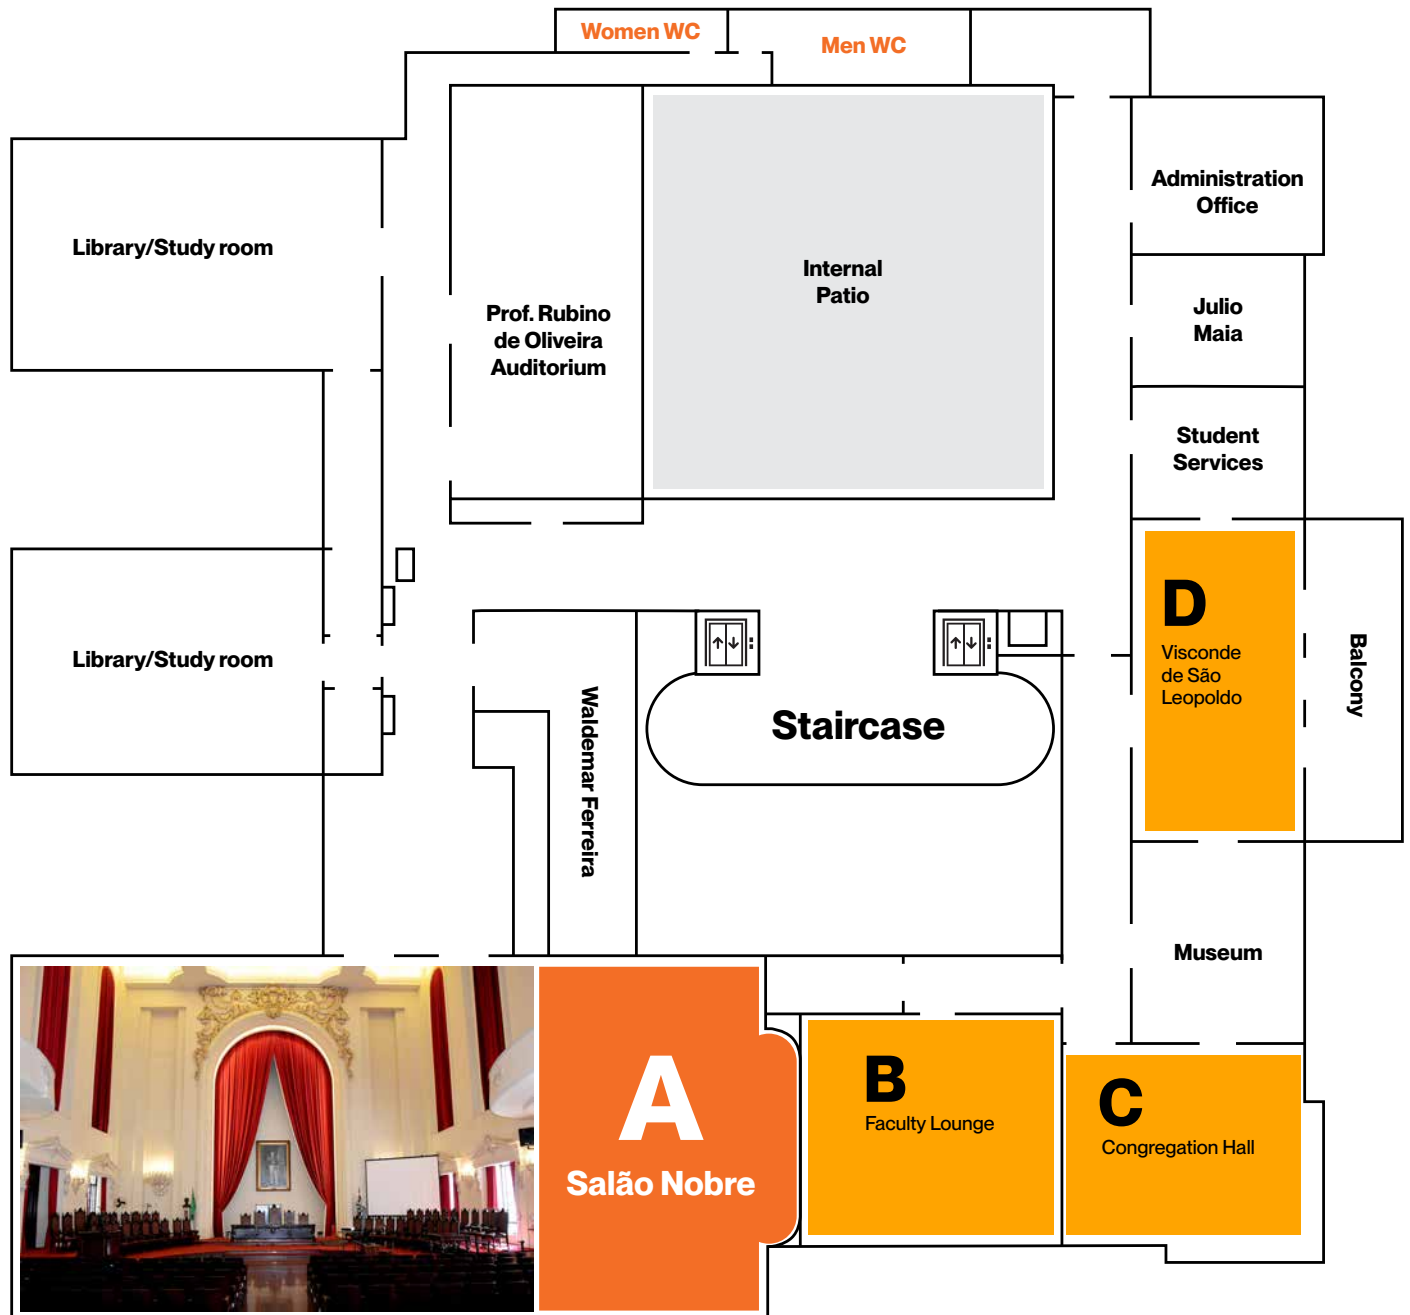 Women WC
Men WC
Administration
Office
Library/Study room
Internal
Patio
Prof. Rubino
de Oliveira
Auditorium
Julio
Maia
Student
Services
D
Visconde
de São
Leopoldo
Balcony
Library/Study room
Waldemar Ferreira
Staircase
Museum
A
Salão Nobre
B
Faculty Lounge
C
Congregation Hall